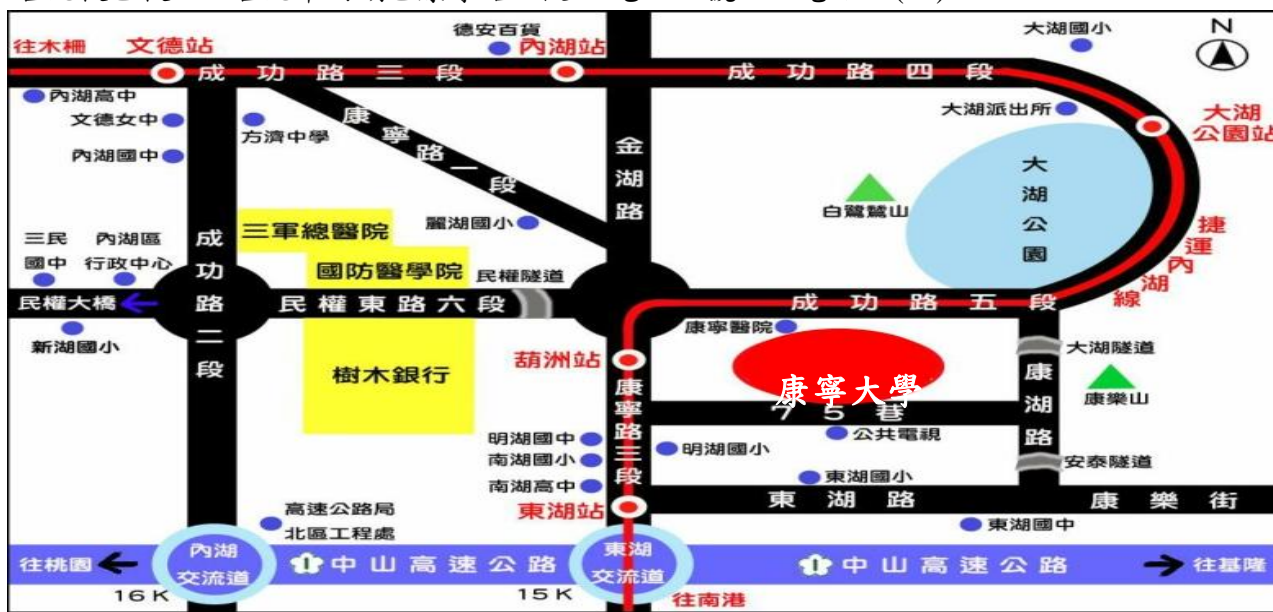 往木柵
文德站
德安百貨
內湖站
大湖國小
N
成功路三段
成功路四段
內湖高中
文德女中
方濟中學
康寧路一段
金湖路
大湖派出所
大湖
公園站
內湖國中
大湖公園
白鷺鷥山
三軍總醫院
麗湖國小
捷運內湖線
三民
國中
內湖區
行政中心
成功路二段
國防醫學院
民權隧道
民權大橋
民權東路六段
成功路五段
新湖國小
康寧醫院
葫洲站
大湖隧道
樹木銀行
康寧大學
康湖路
康樂山
75巷
康寧路三段
明湖國中
公共電視
明湖國小
南湖國小
安泰隧道
南湖高中
東湖國小
東湖站
東湖路
康樂街
高速公路局
北區工程處
東湖國中
往桃園
內湖
交流道
1
中山高速公路
東湖
交流道
1
中山高速公路
往基隆
16K
15K
往南港